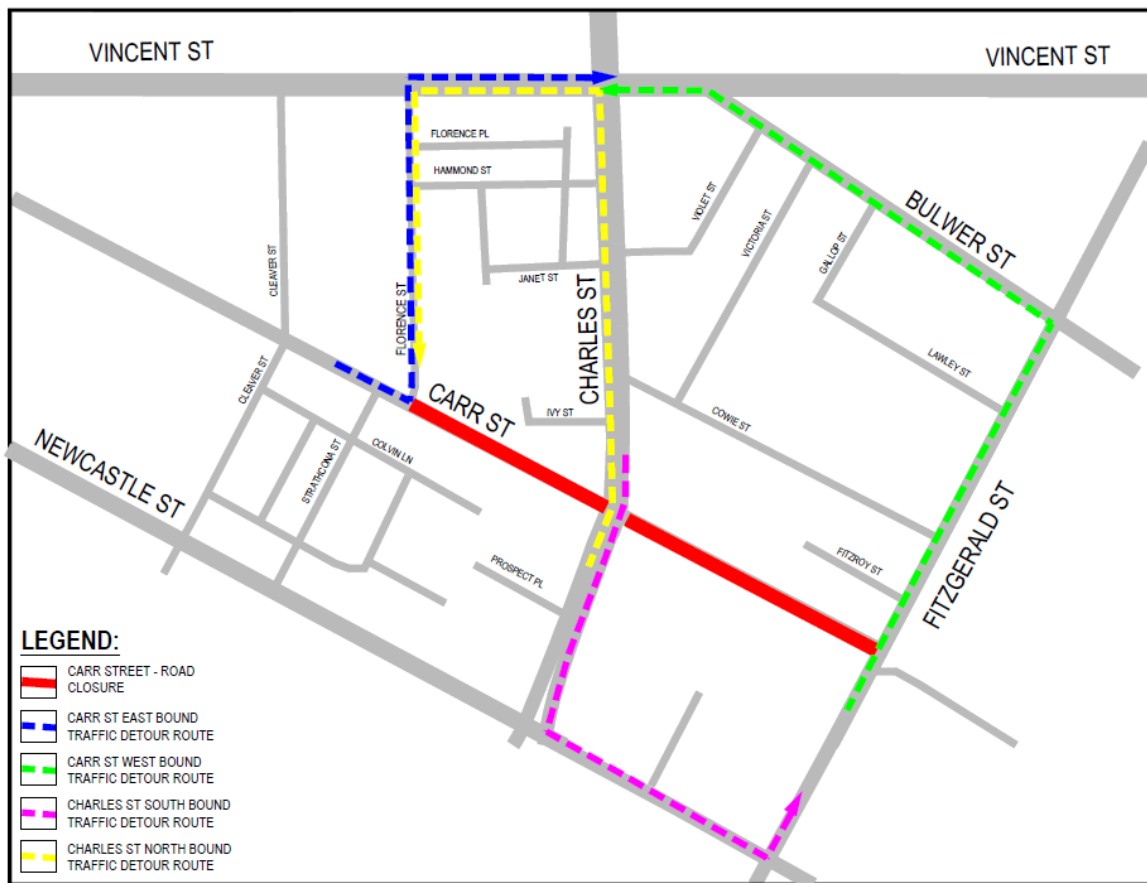 VINCENT ST
VINCENT ST
FLORENCE PL
HAMMOND ST
VIOLET ST
VICTORIA ST
BULWER ST
GALLOP ST
CLEAVER ST
JANET ST
FLORENCE ST
CHARLES ST
LAWLEY ST
CLEAVER ST
CARR ST
IVY ST
COWIE ST
NEWCASTLE ST
STRATHCONA ST
COLVIN LN
FITZGERALD ST
PROSPECT PL
FITZROY ST
LEGEND:
CARR STREET - ROAD
CLOSURE
CARR ST EAST BOUND
TRAFFIC DETOUR ROUTE
CARR ST WEST BOUND
TRAFFIC DETOUR ROUTE
CHARLES ST SOUTH BOUND
TRAFFIC DETOUR ROUTE
CHARLES ST NORTH BOUND
TRAFFIC DETOUR ROUTE